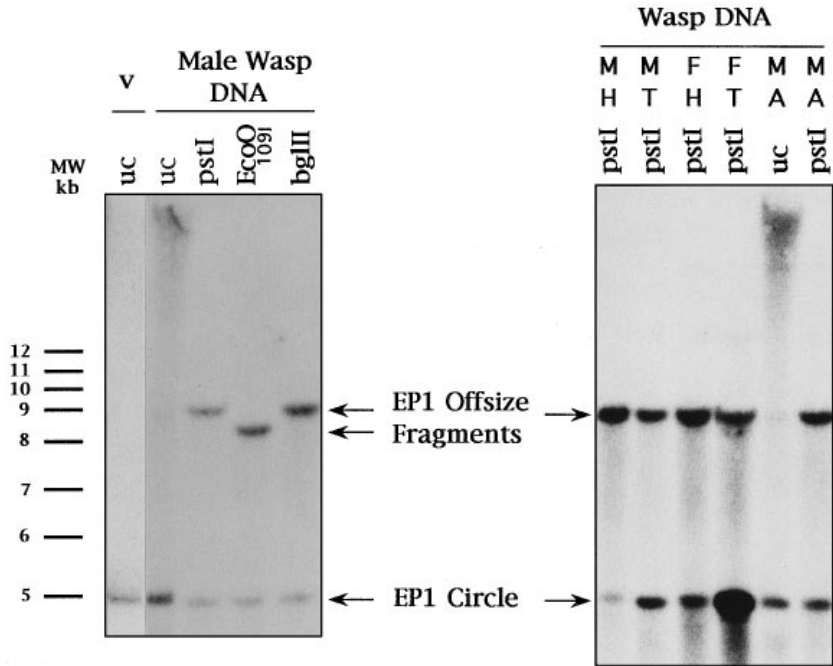 Male Wasp
DNA
v
uc
uc
pstI
EcoO
109I
bglII
MW
kb
12
11
10
9
8
7
6
5
EP1 Offsize
Fragments
EP1 Circle
Wasp DNA
M M F F M M
H T H T A A
pstI
pstI
pstI
pstI
uc
pstI